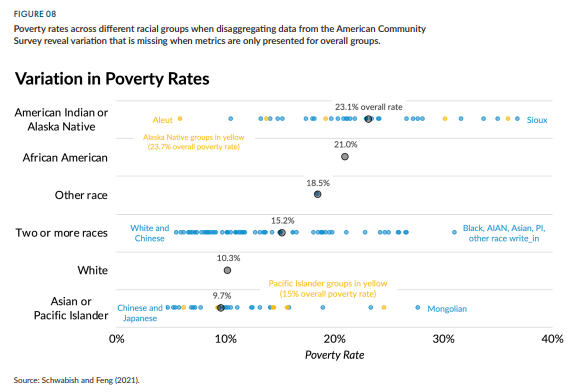 FIGURE 08
Poverty rates across different racial groups when disaggregating data from the American Community
Survey reveal variation that is missing when metrics are only presented for overall groups.
Variation in Poverty Rates
American Indian or
Alaska Native
Aleut
23.1% overall rate
Sioux
Alaska Native groups in yellow
(23.7% overall poverty rate)
African American
21.0%
Other race
18.5%
Two or more races
White and
Chinese
15.2%
Black, AIAN, Asian, PI,
other race write_in
White
10.3%
Asian or
Pacific Islander
Chinese and
Japanese
9.7%
Pacific Islander groups in yellow
(15% overall poverty rate)
Mongolian
0%
10%
20%
30%
40%
Poverty Rate
Source: Schwabish and Feng (2021).